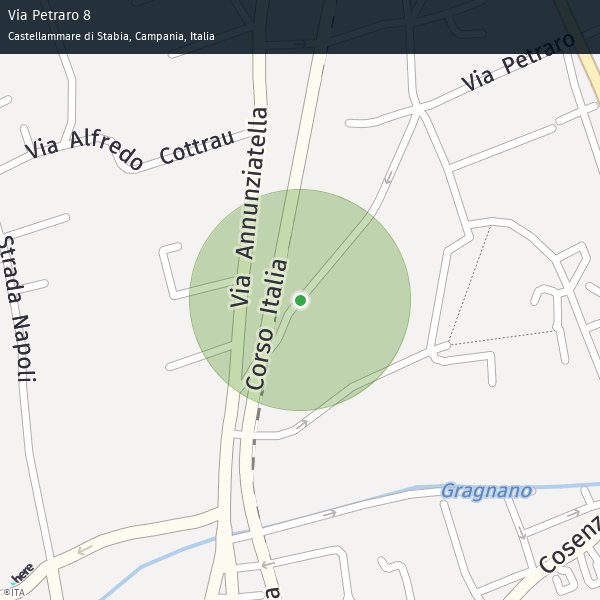 Via Petraro 8
Castellammare di Stabia, Campania, Italia
Via Petraro
Via Alfredo Cottrau
Via Annunziatella
Corso Italia
Strada Napoli
Gragnano
Cosenz
a
here
©ITA